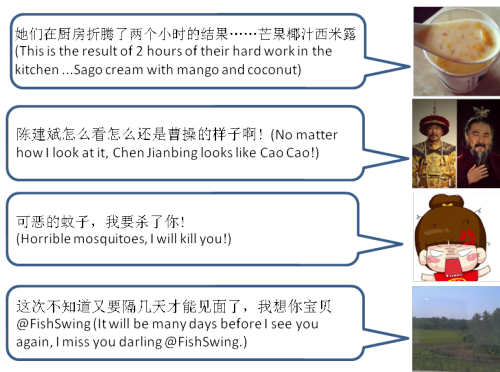 她们在厨房折腾了两个小时的结果……芒果椰汁西米露
(This is the result of 2 hours of their hard work in the
kitchen ...Sago cream with mango and coconut)
陈建斌怎么看怎么还是曹操的样子啊! (No matter
how I look at it, Chen Jianbing looks like Cao Cao!)
可恶的蚊子，我要杀了你!
(Horrible mosquitoes, I will kill you!)
这次不知道又要隔几天才能见面了，我想你宝贝
@FishSwing (It will be many days before I see you
again, I miss you darling @FishSwing.)